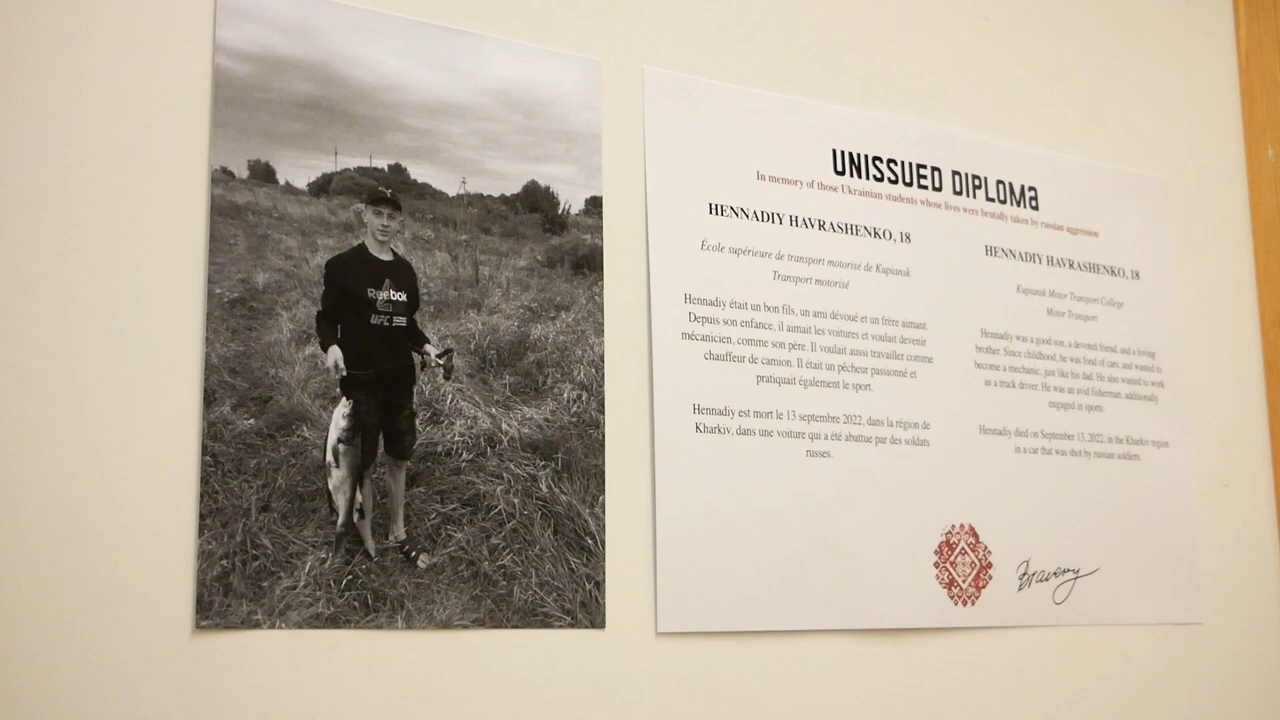 Reebok
UFC
UNISSUED DIPLOMA
In memory of those Ukrainian students whose lives were brutally taken by russian aggression
HENNADIY HAVRASHENKO, 18
École supérieure de transport motorisé de Kupiansk
Transport motorisé
Hennadiy était un bon fils, un ami dévoué et un frère aimant.
Depuis son enfance, il aimait les voitures et voulait devenir
mécanicien, comme son père. Il voulait aussi travailler comme
chauffeur de camion. Il était un pêcheur passionné et
pratiquait également le sport.
Hennadiy est mort le 13 septembre 2022, dans la région de
Kharkiv, dans une voiture qui a été abattue par des soldats
russes.
HENNADIY HAVRASHENKO, 18
Kupiansk Motor Transport College
Motor Transport
Hennadiy was a good son, a devoted friend, and a loving
brother. Since childhood, he was fond of cars, and wanted to
become a mechanic, just like his dad. He also wanted to work
as a truck driver. He was an avid fisherman, additionally
engaged in sports.
Hennadiy died on September 13, 2022, in the Kharkiv region
in a car that was shot by russian soldiers.
Bravery